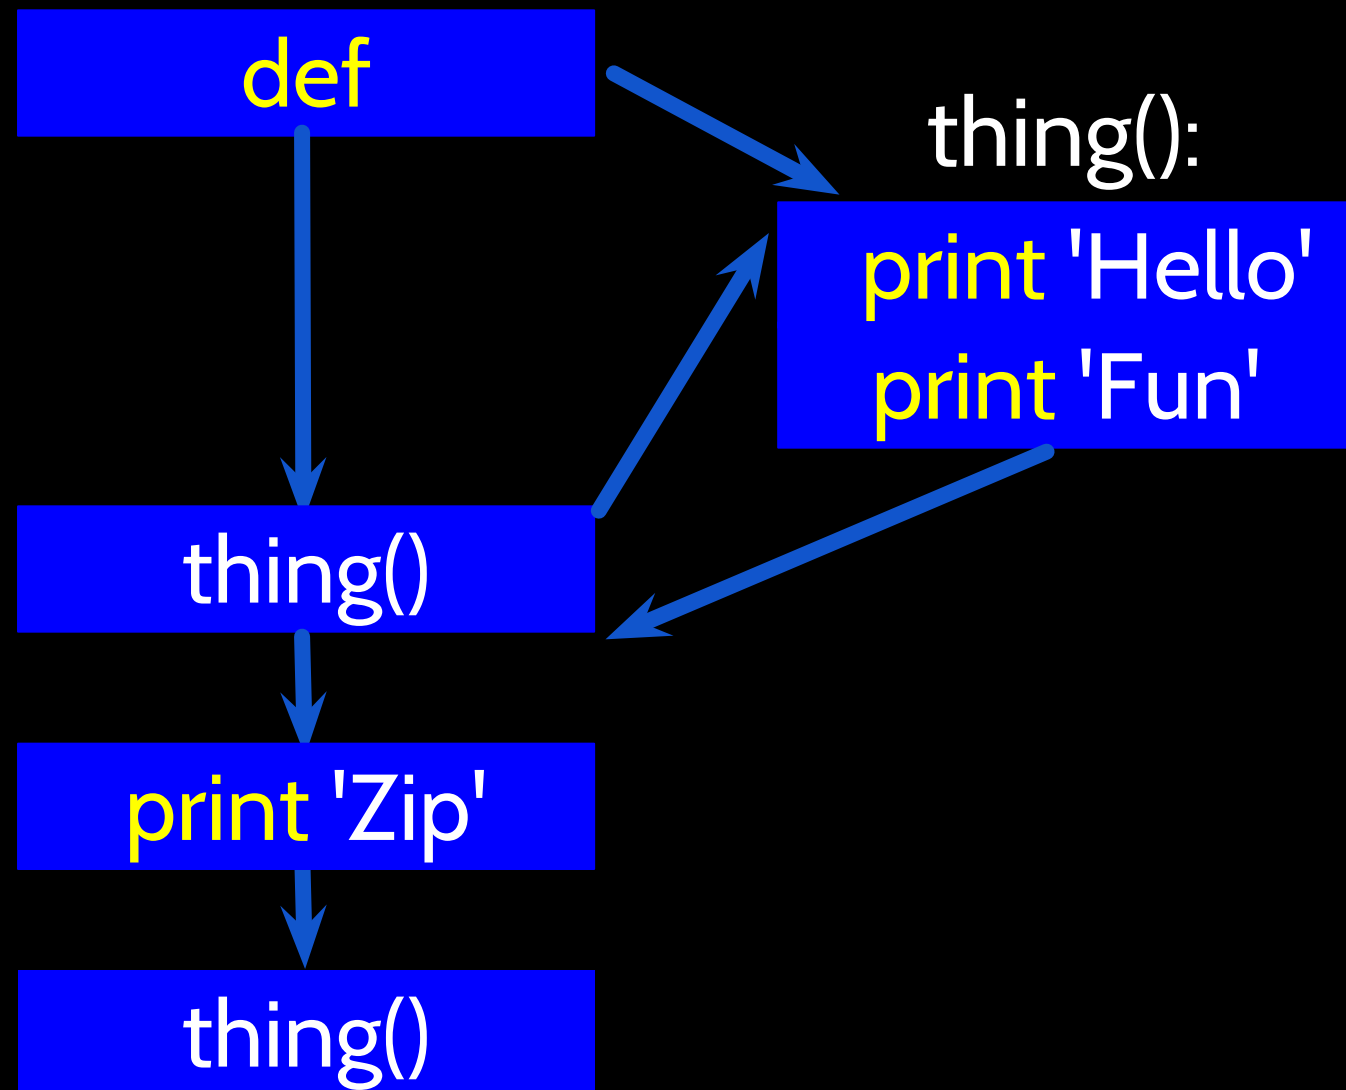 def
thing():
print 'Hello'
print 'Fun'
thing()
print 'Zip'
thing()